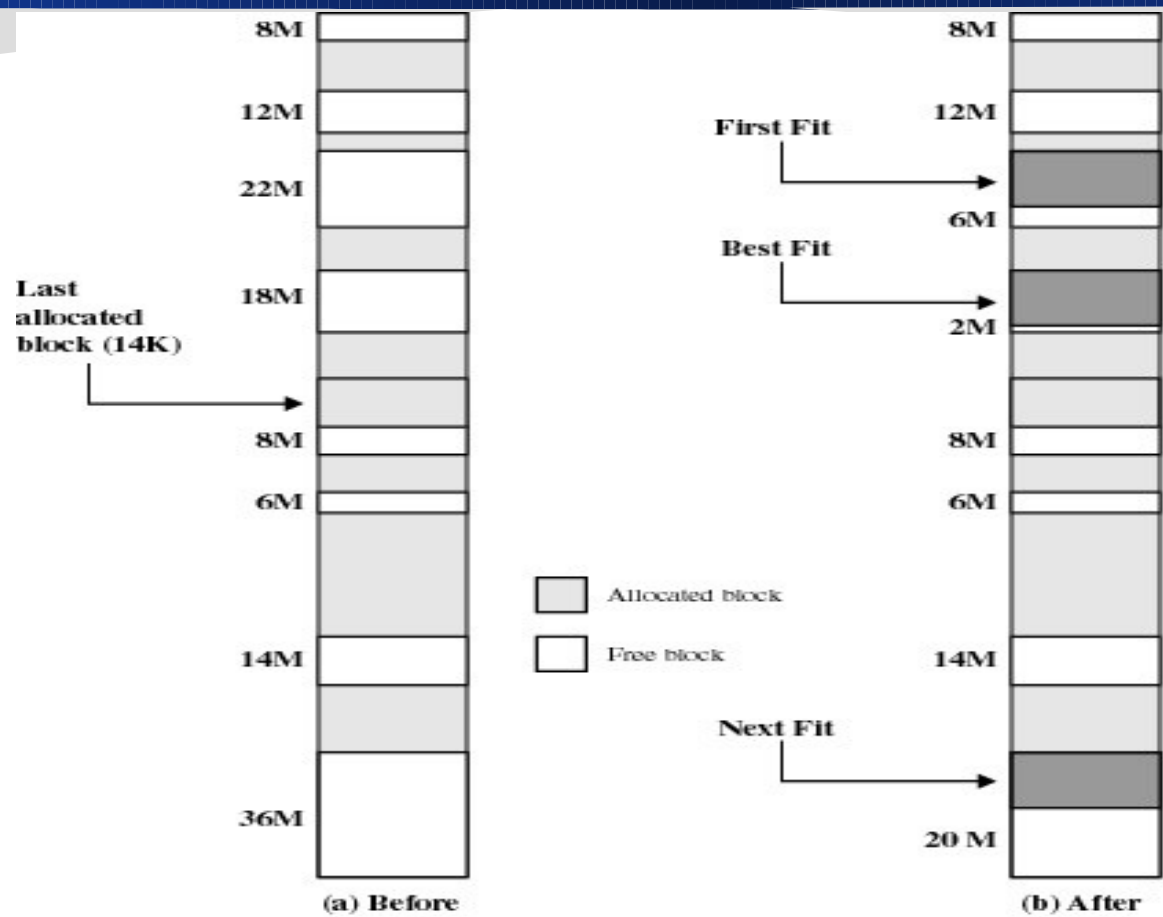 8M
12M
22M
18M
Last
allocated
block (14K)
8M
6M
14M
36M
(a) Before
Allocated block
Free block
8M
12M
First Fit
6M
Best Fit
2M
8M
6M
14M
Next Fit
20 M
(b) After